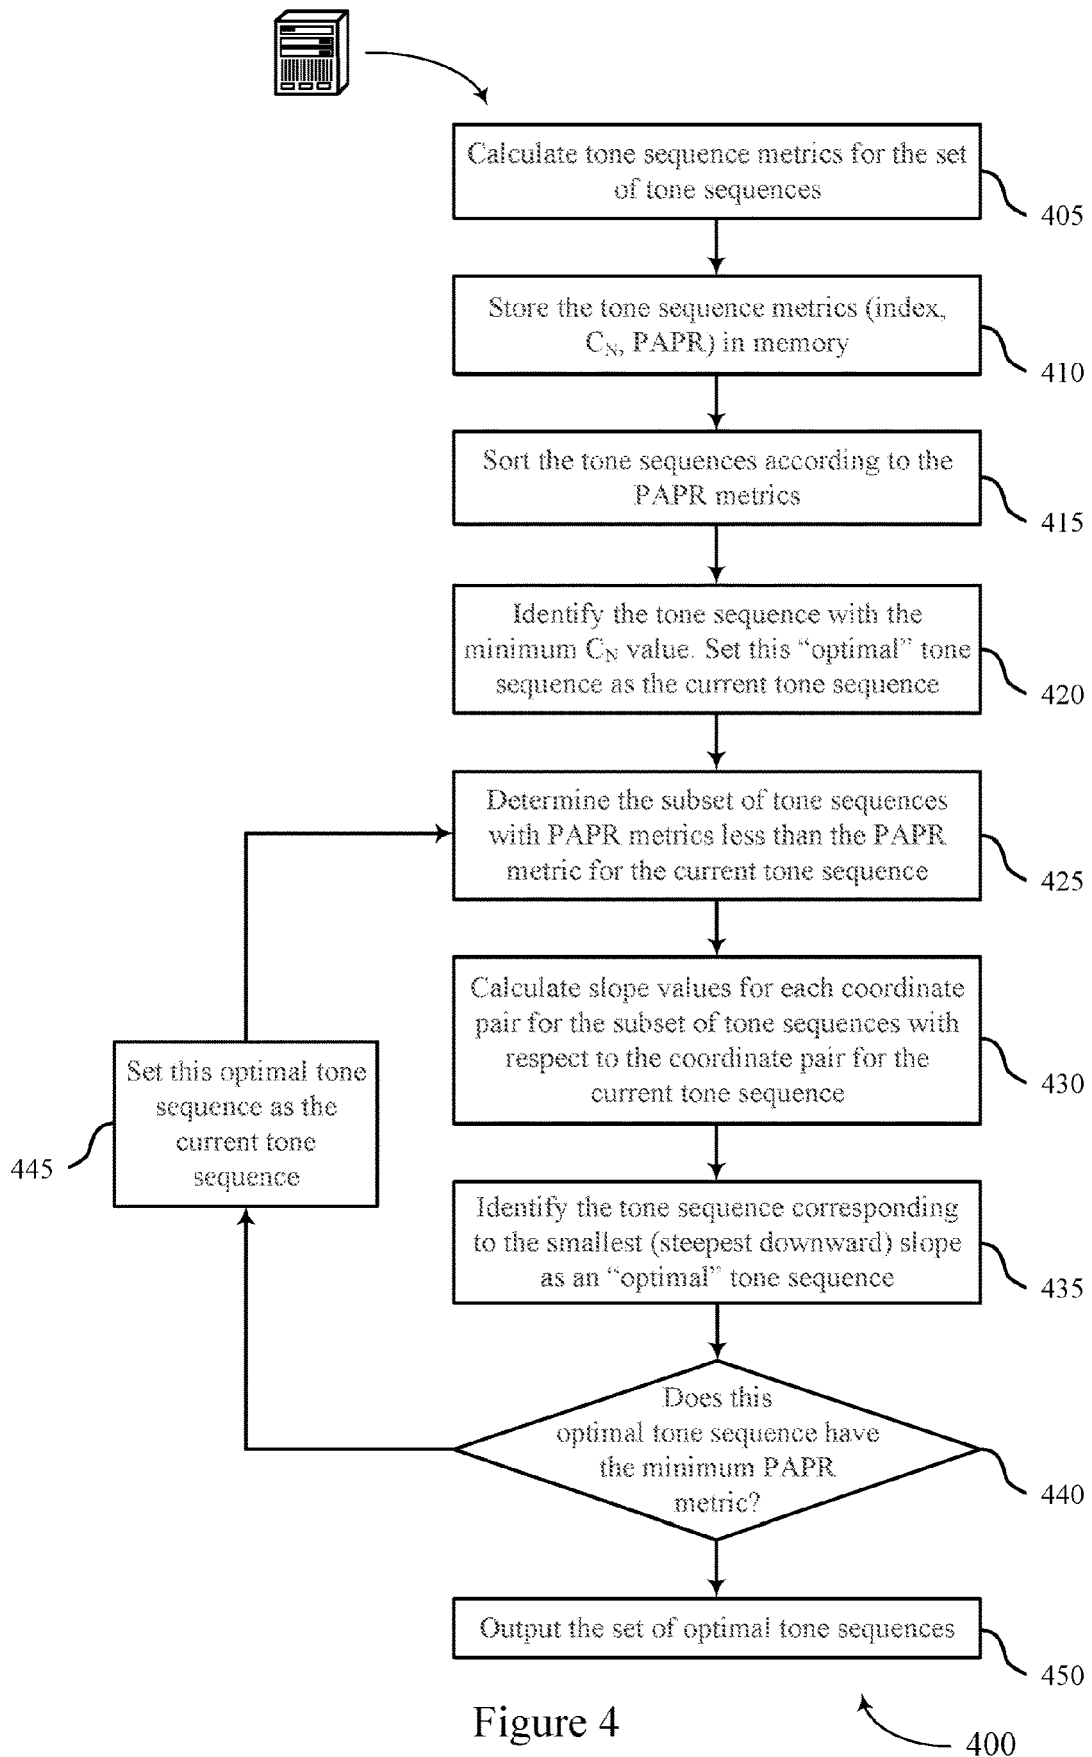 Calculate tone sequence metrics for the set
of tone sequences
405
Store the tone sequence metrics (index,
C_N, PAPR) in memory
410
Sort the tone sequences according to the
PAPR metrics
415
Identify the tone sequence with the
minimum C_N value. Set this “optimal” tone
sequence as the current tone sequence
420
Determine the subset of tone sequences
with PAPR metrics less than the PAPR
metric for the current tone sequence
425
Calculate slope values for each coordinate
pair for the subset of tone sequences with
respect to the coordinate pair for the
current tone sequence
430
Set this optimal tone
sequence as the
current tone
sequence
445
Identify the tone sequence corresponding
to the smallest (steepest downward) slope
as an “optimal” tone sequence
435
Does this
optimal tone sequence have
the minimum PAPR
metric?
440
Output the set of optimal tone sequences
450
Figure 4
400